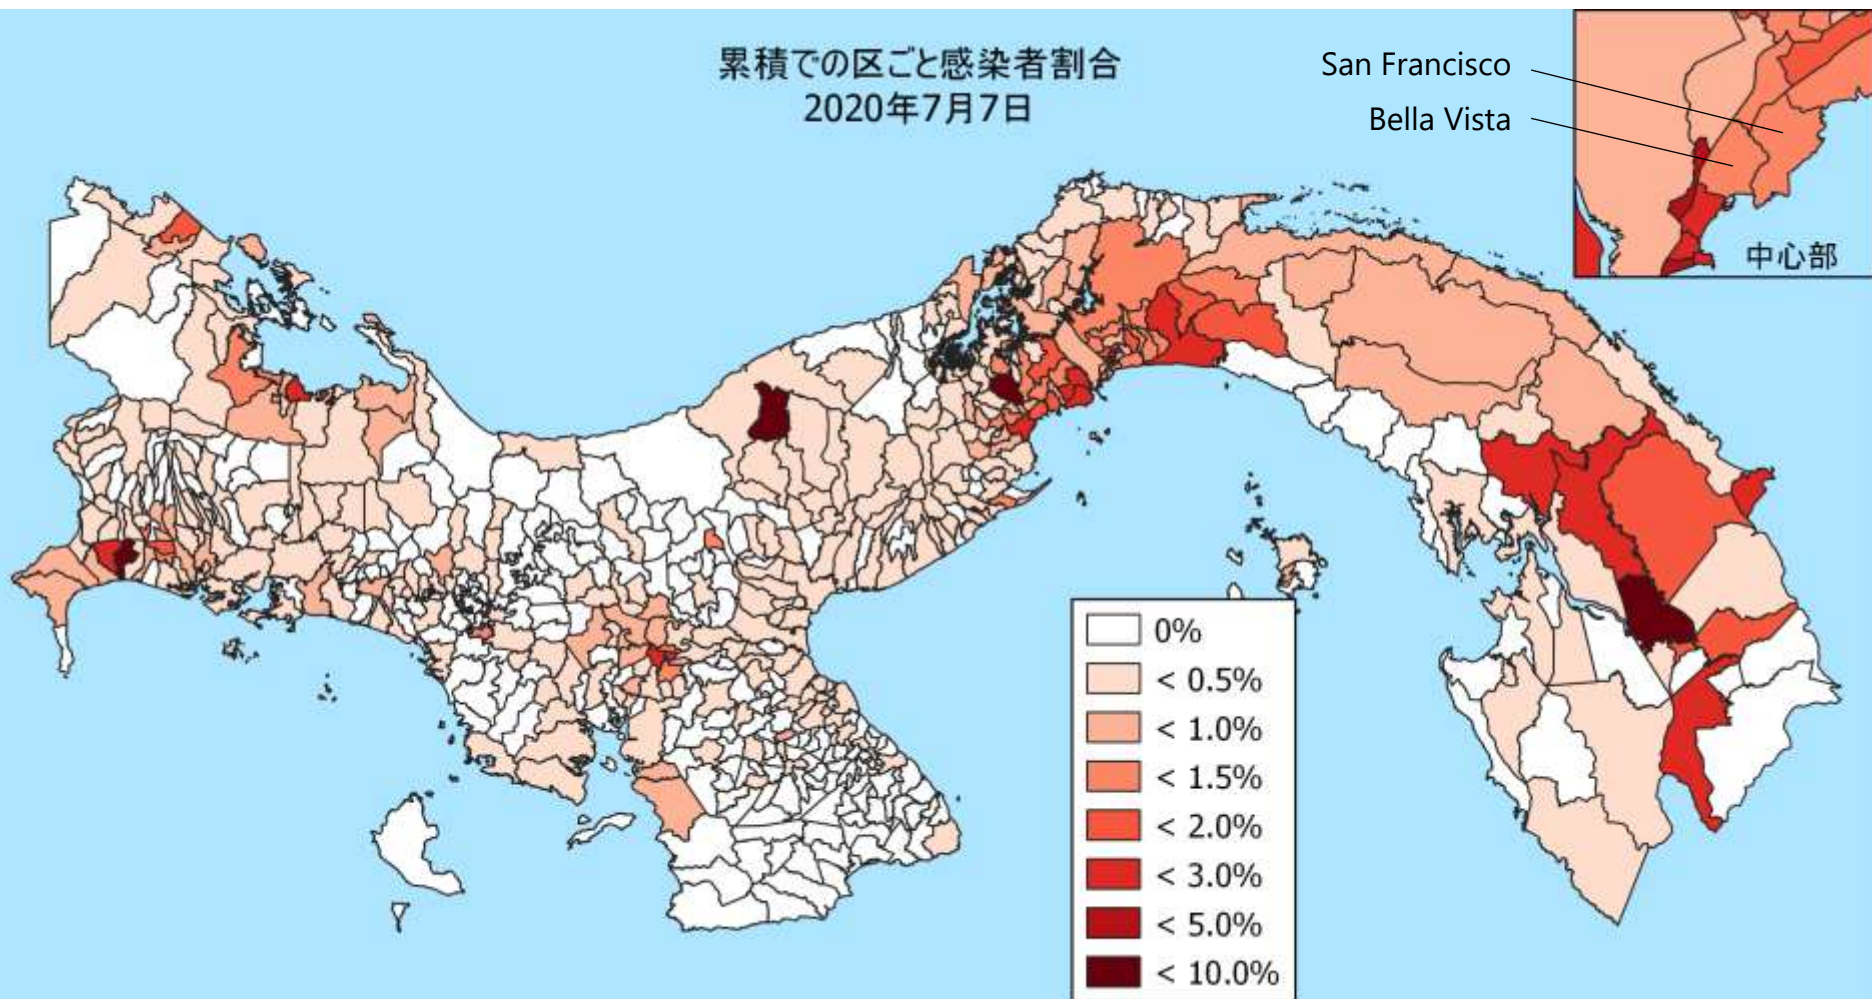 累積での区ごと感染者割合
2020年7月7日
San Francisco
Bella Vista
中心部
0%
< 0.5%
< 1.0%
< 1.5%
< 2.0%
< 3.0%
< 5.0%
< 10.0%